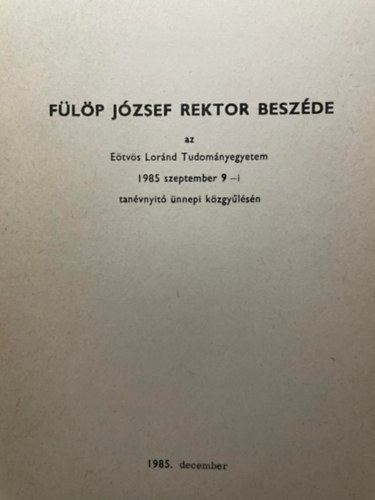 FÜLÖP JÓZSEF REKTOR BESZÉDE
az
Eötvös Loránd Tudományegyetem
1985 szeptember 9 -i
tanévnyitó ünnepi közgyűlésén
1985. december